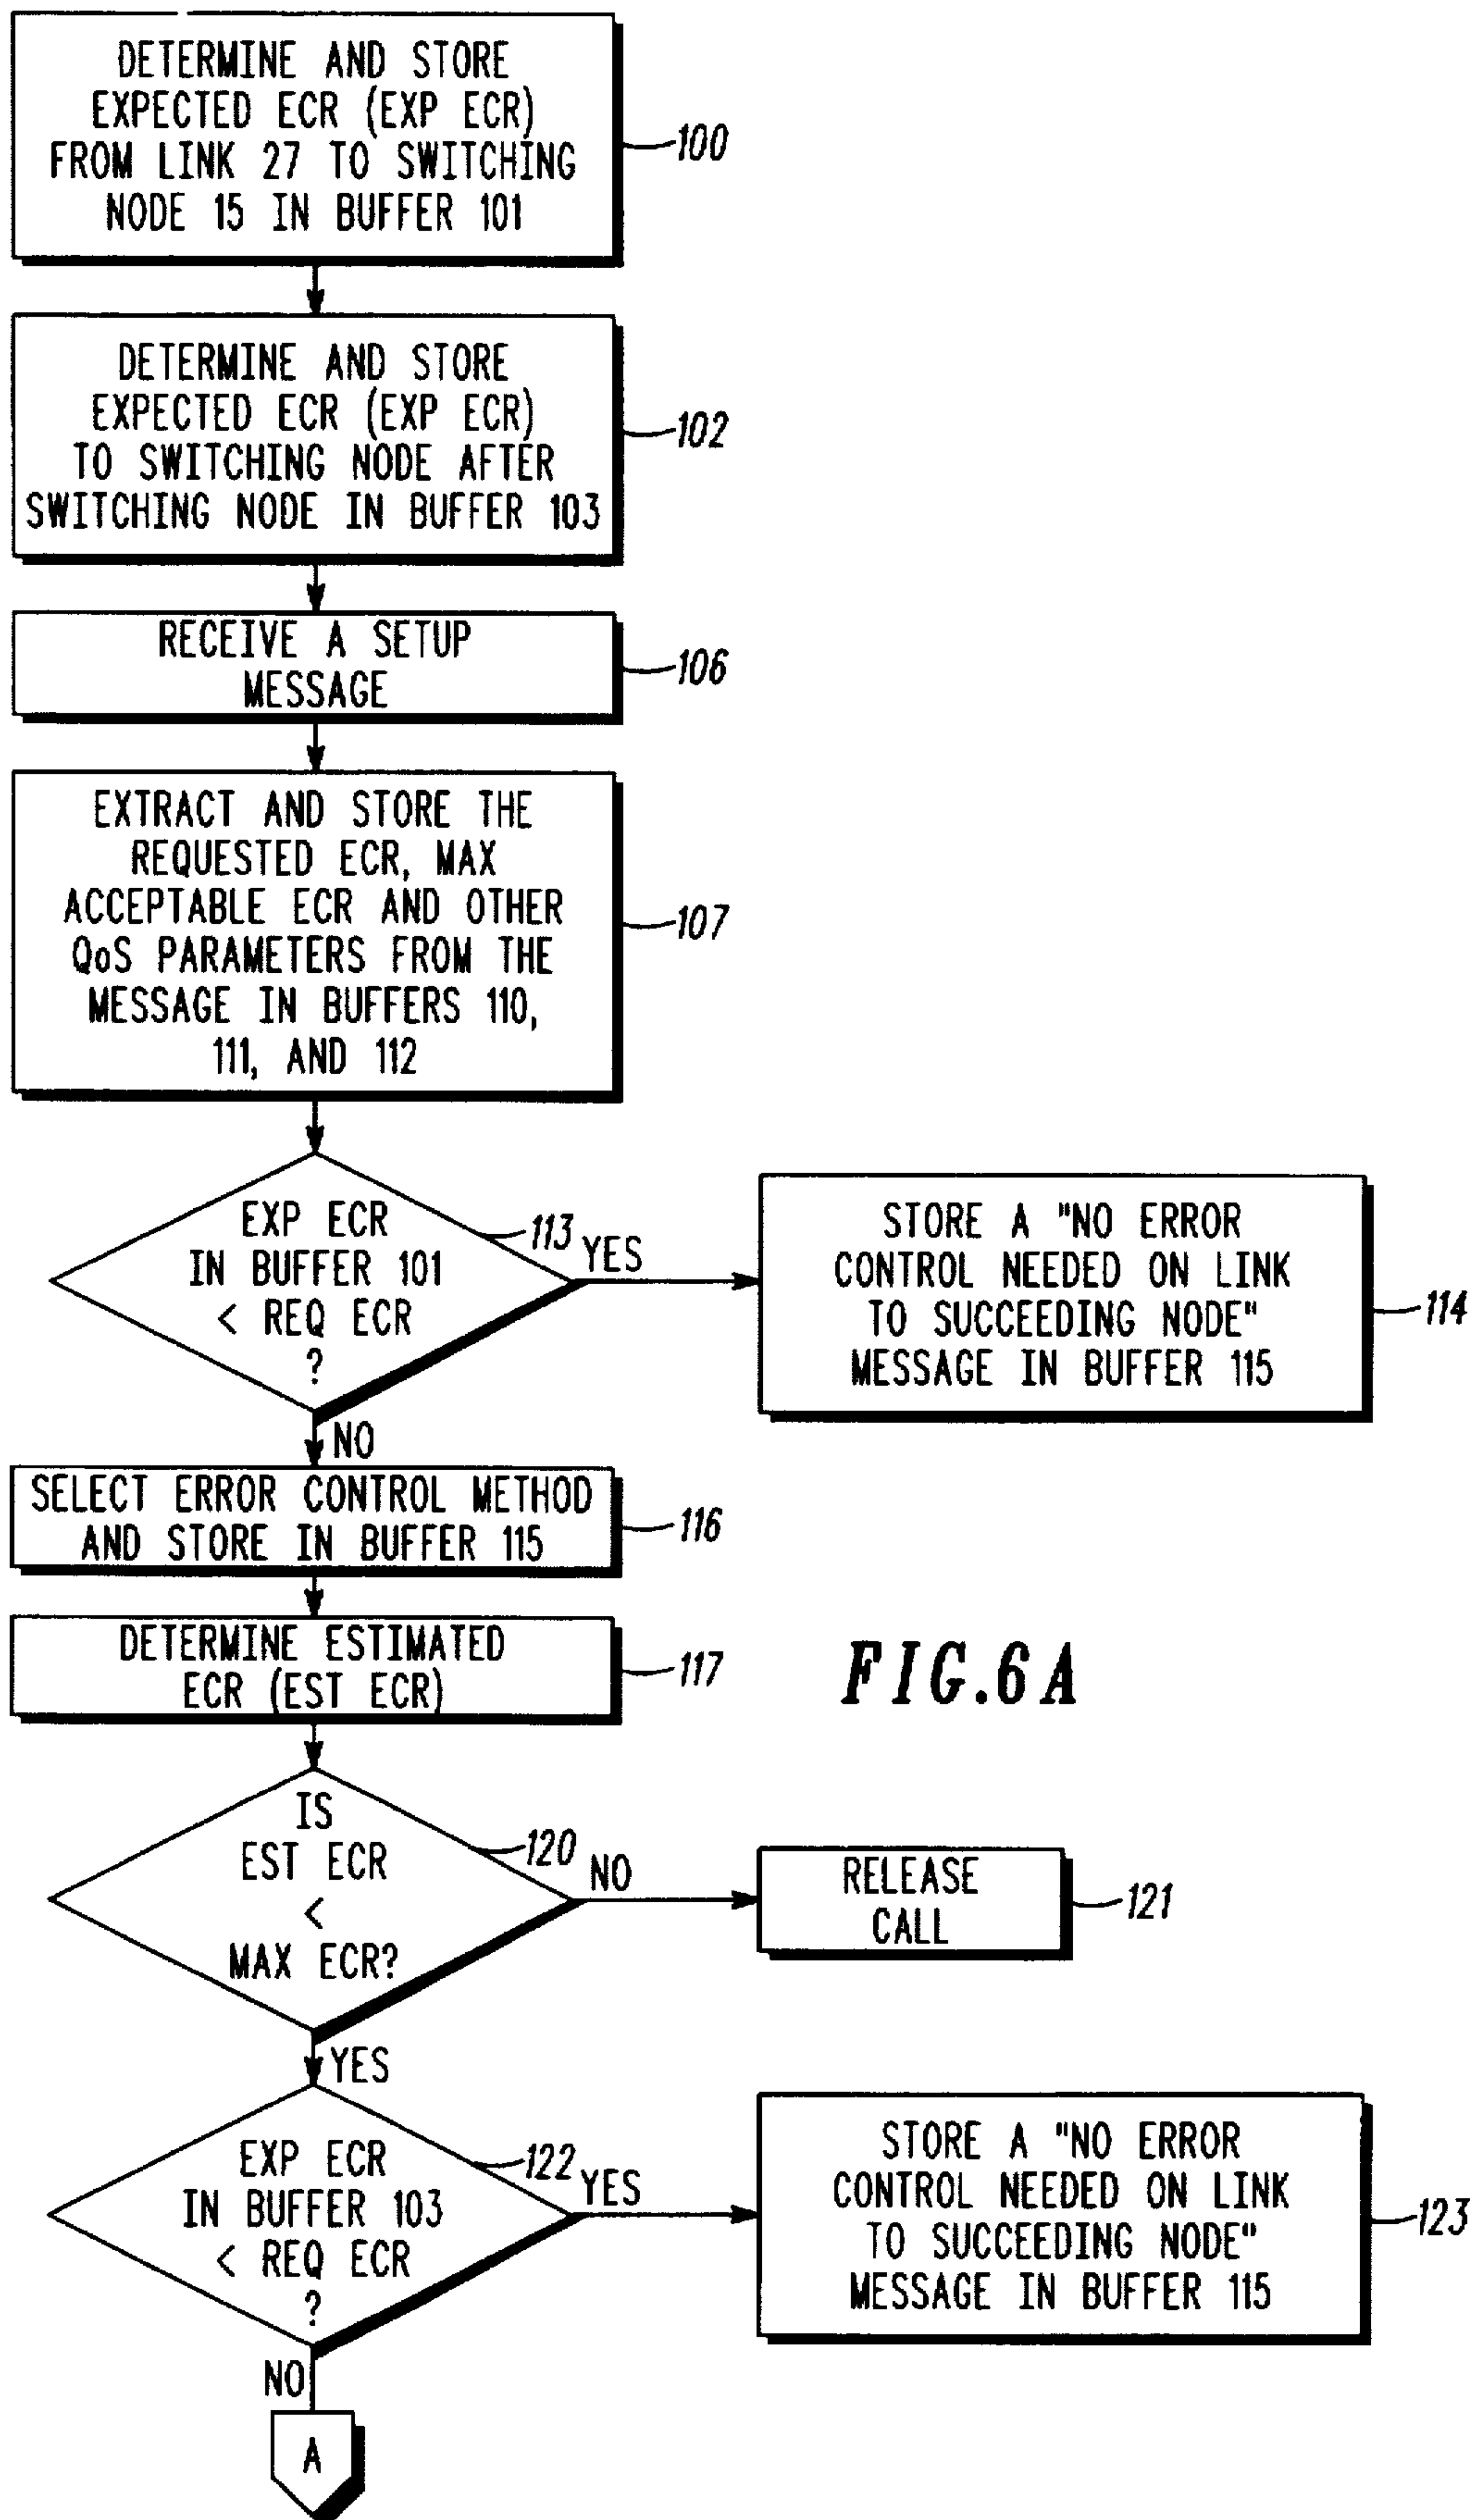 DETERMINE AND STORE
EXPECTED ECR (EXP ECR)
FROM LINK 27 TO SWITCHING
NODE 15 IN BUFFER 101
100
DETERMINE AND STORE
EXPECTED ECR (EXP ECR)
TO SWITCHING NODE AFTER
SWITCHING NODE IN BUFFER 103
102
RECEIVE A SETUP
MESSAGE
106
EXTRACT AND STORE THE
REQUESTED ECR, MAX
ACCEPTABLE ECR AND OTHER
QoS PARAMETERS FROM THE
MESSAGE IN BUFFERS 110,
111, AND 112
107
EXP ECR
IN BUFFER 101
< REQ ECR
?
113
YES
STORE A "NO ERROR
CONTROL NEEDED ON LINK
TO SUCCEEDING NODE"
MESSAGE IN BUFFER 115
114
NO
SELECT ERROR CONTROL METHOD
AND STORE IN BUFFER 115
116
DETERMINE ESTIMATED
ECR (EST ECR)
117
FIG.6A
IS
EST ECR
<
MAX ECR?
120
NO
RELEASE
CALL
121
YES
EXP ECR
IN BUFFER 103
< REQ ECR
?
122
YES
STORE A "NO ERROR
CONTROL NEEDED ON LINK
TO SUCCEEDING NODE"
MESSAGE IN BUFFER 115
123
NO
A